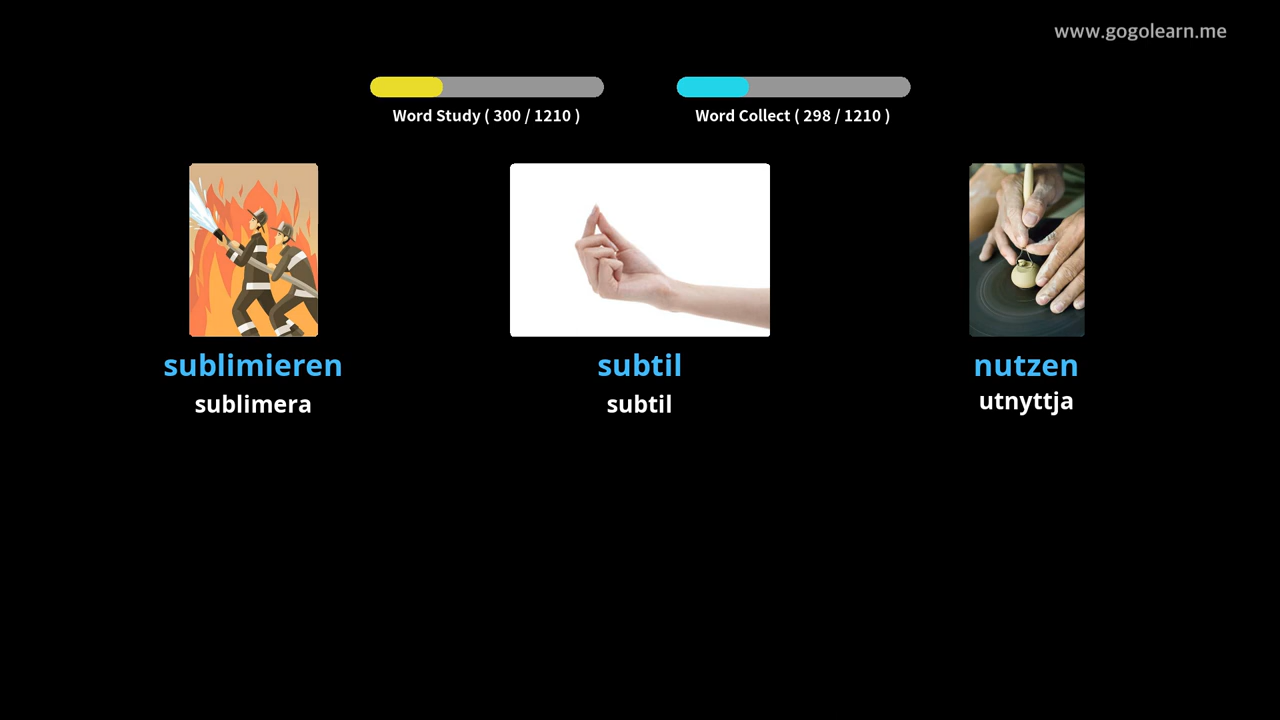 www.gogolearn.me
Word Study ( 300 / 1210 )
Word Collect ( 298 / 1210 )
sublimieren
sublimera
subtil
subtil
nutzen
utnyttja